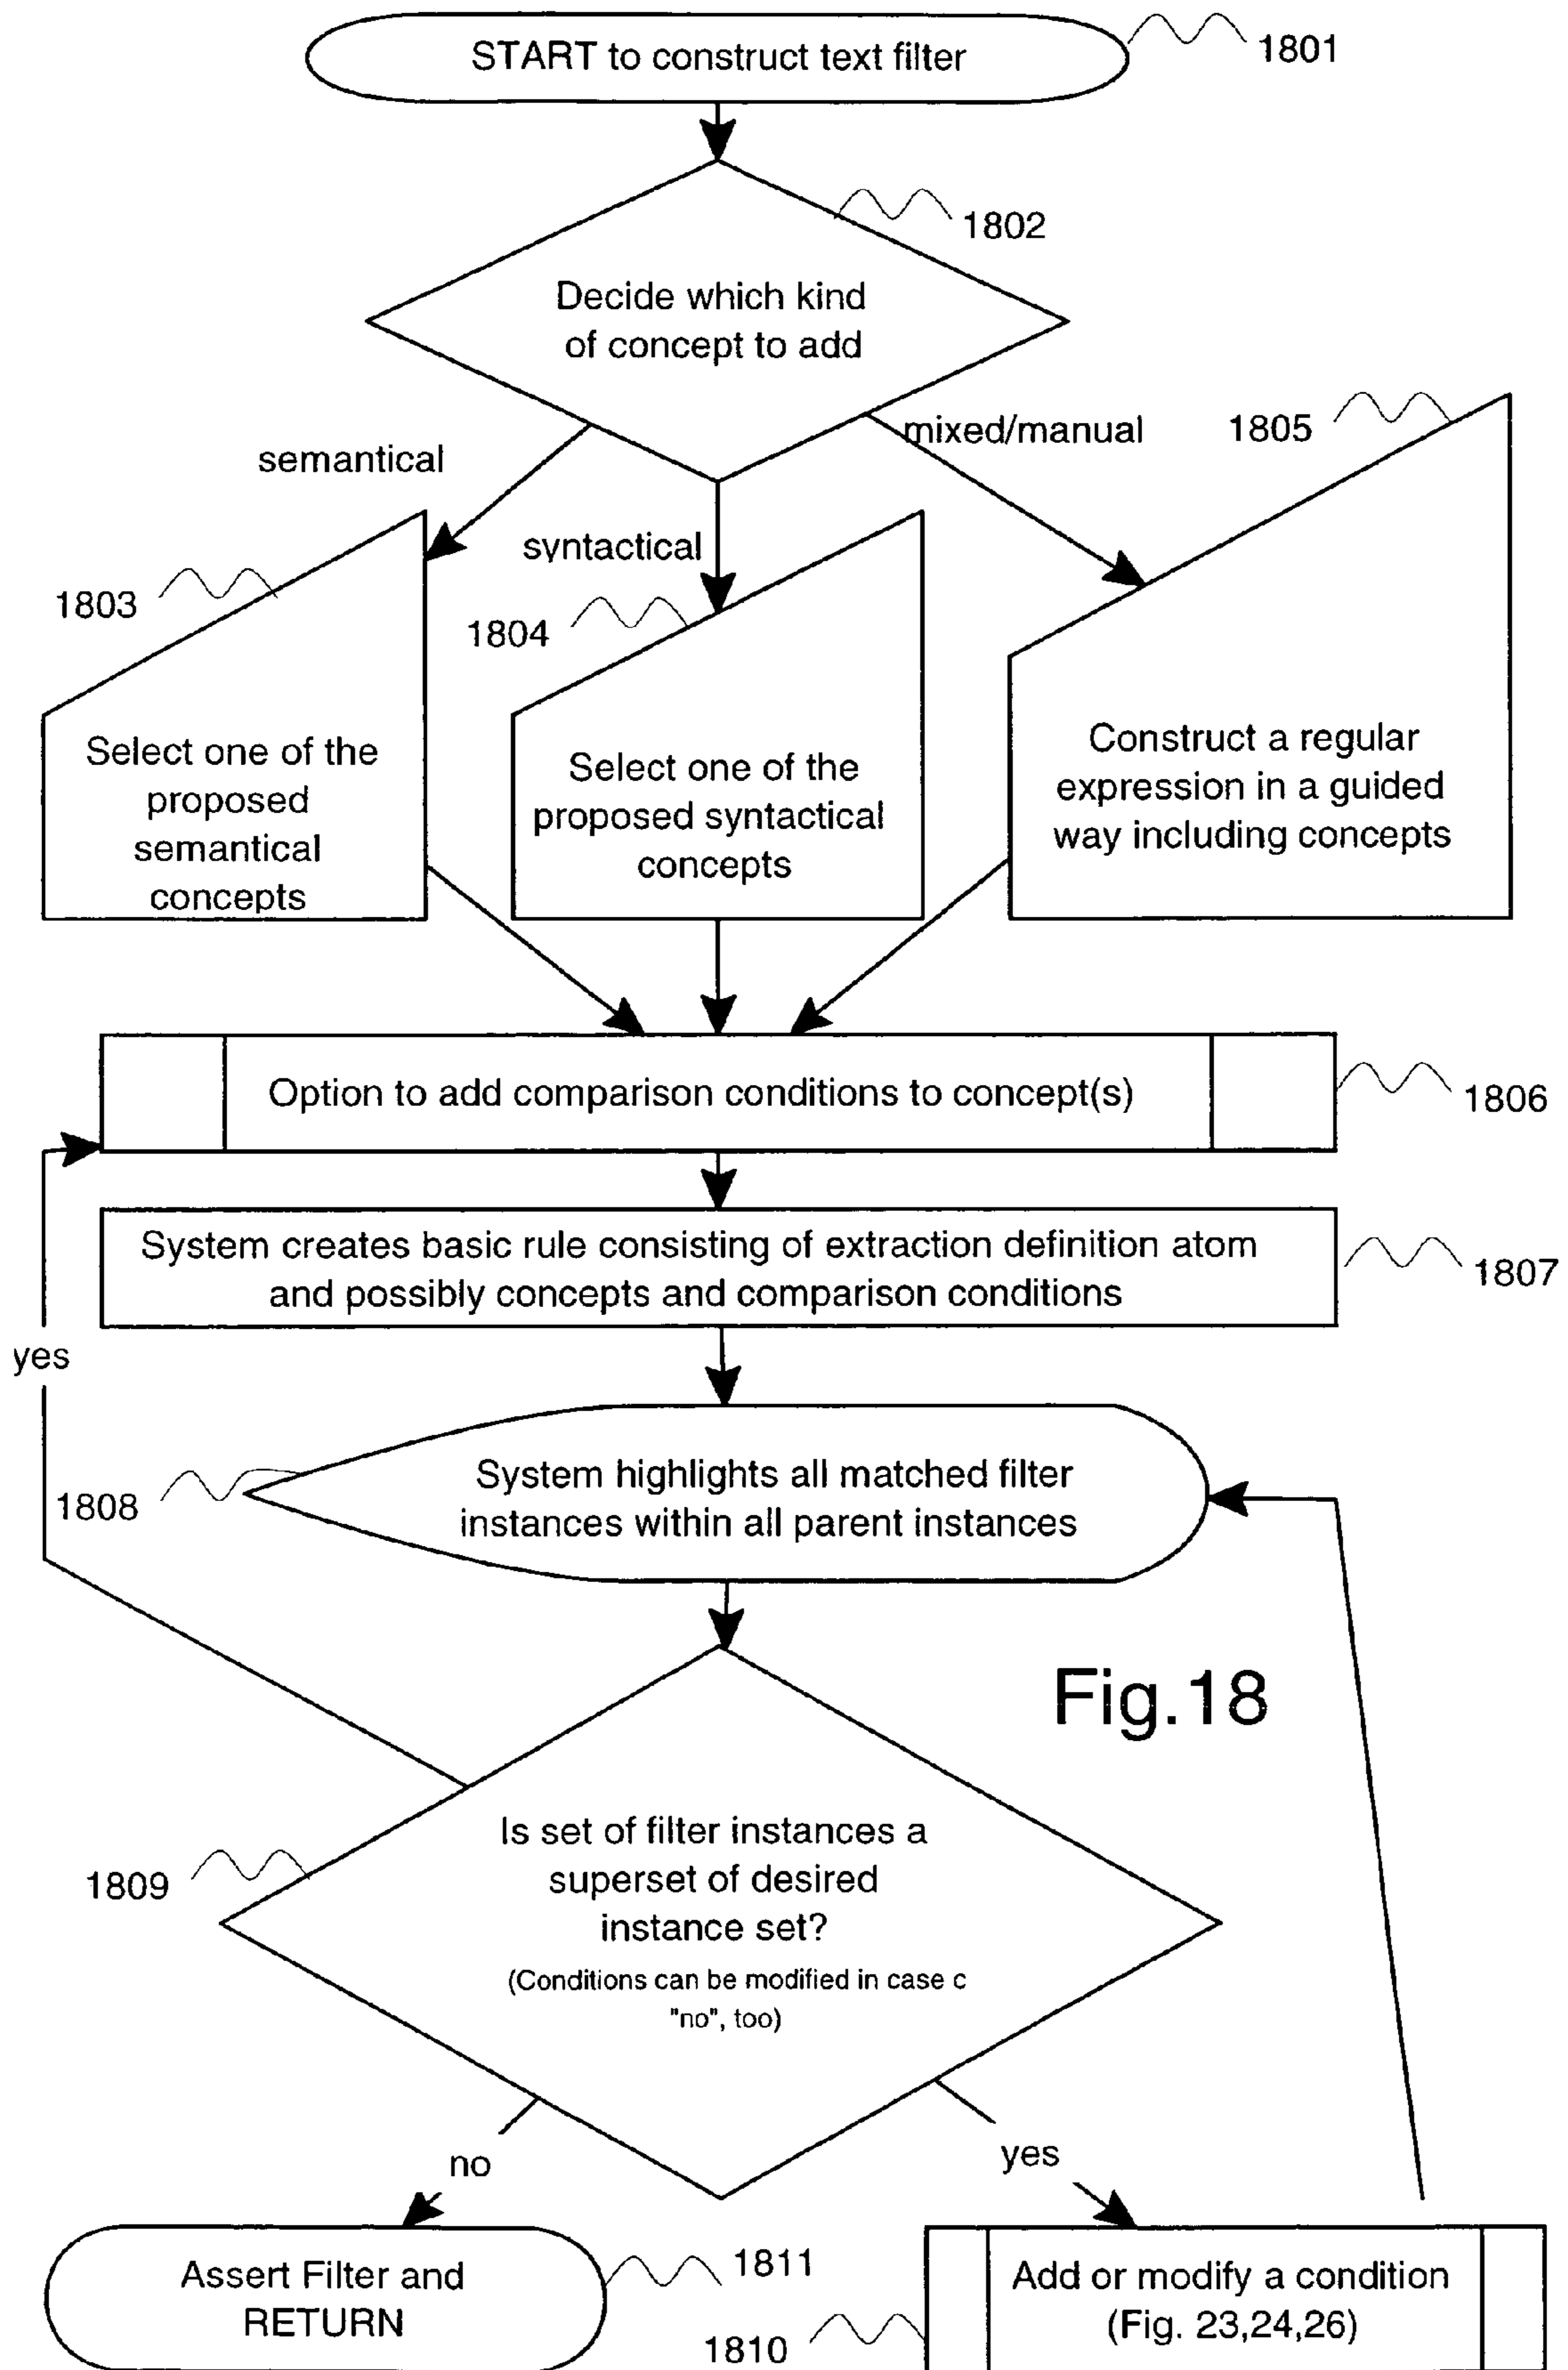 START to construct text filter
1801
1802
Decide which kind
of concept to add
semantical
syntactical
mixed/manual
1805
1803
1804
Select one of the
proposed
semantical
concepts
Select one of the
proposed syntactical
concepts
Construct a regular
expression in a guided
way including concepts
Option to add comparison conditions to concept(s)
1806
System creates basic rule consisting of extraction definition atom
and possibly concepts and comparison conditions
1807
yes
System highlights all matched filter
instances within all parent instances
1808
Fig.18
Is set of filter instances a
superset of desired
instance set?
(Conditions can be modified in case c
"no", too)
1809
no
yes
Assert Filter and
RETURN
1811
Add or modify a condition
(Fig. 23,24,26)
1810